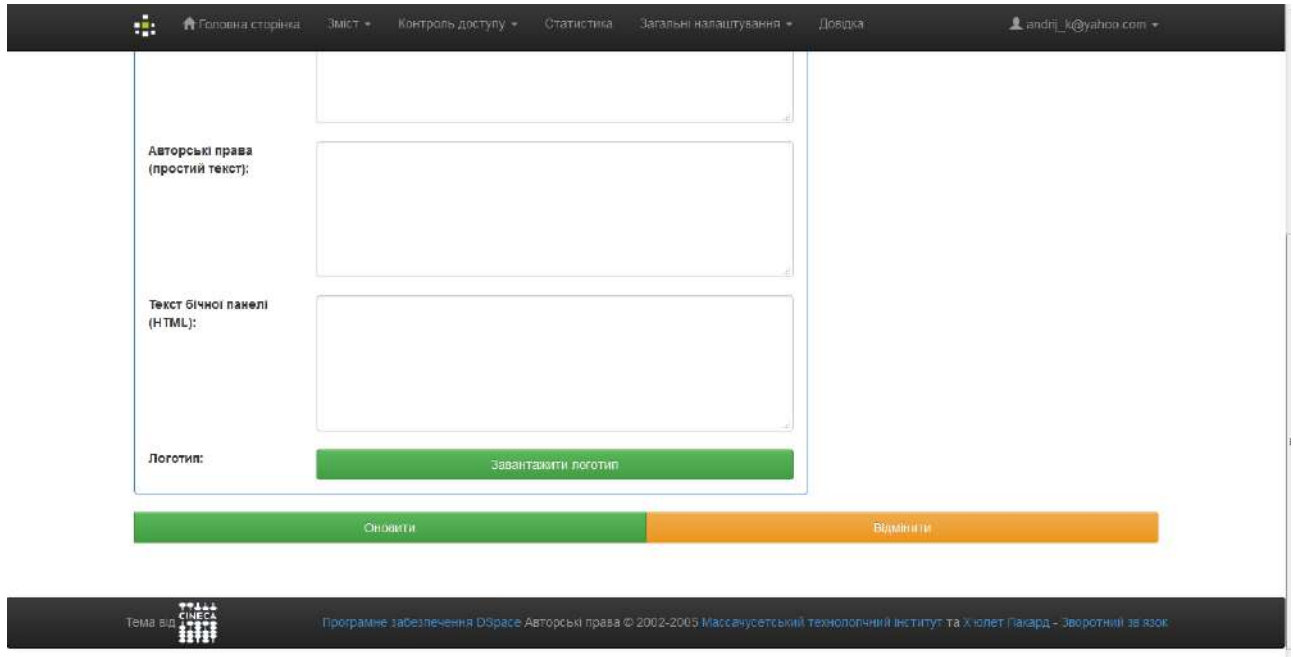 Головна сторінка Зміст Контроль доступу Статистика Загальні налаштування Довідка andrij_k@yahoo.com
Авторські права
(простий текст):
Текст бічної панелі
(HTML):
Логотип:
Завантажити логотип
Оновити Відмінити
Тема від CINECA Програмне забезпечення DSpace Авторські права © 2002-2005 Массачусетський технологічний інститут та Х'юлет Пакард - Зворотний зв'язок